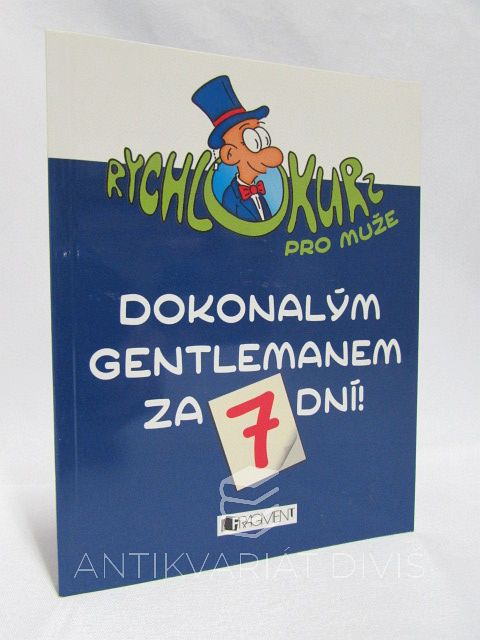 RYCHLOKURZ
PRO MUŽE
DOKONALÝM
GENTLEMANEM
ZA 7 DNÍ!
FRAGMENT
ANTIKVARIÁT DIVIŠ